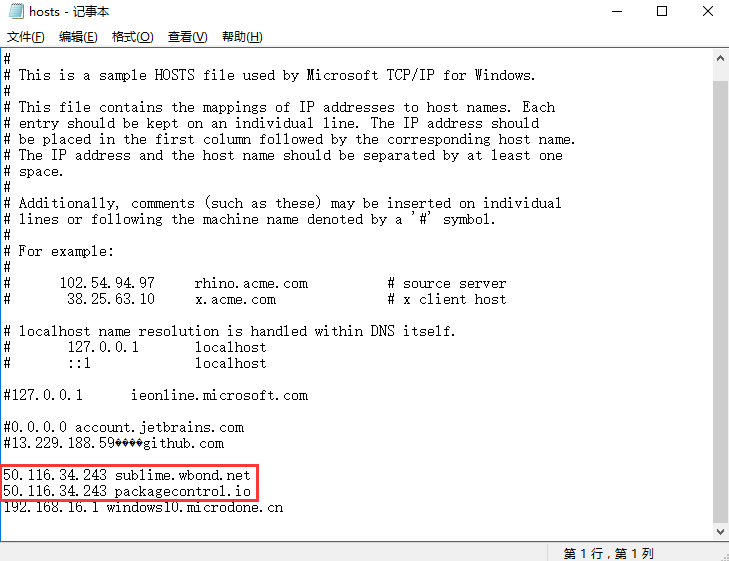 hosts - 记事本
文件(F) 编辑(E) 格式(O) 查看(V) 帮助(H)
#
# This is a sample HOSTS file used by Microsoft TCP/IP for Windows.
#
# This file contains the mappings of IP addresses to host names. Each
# entry should be kept on an individual line. The IP address should
# be placed in the first column followed by the corresponding host name.
# The IP address and the host name should be separated by at least one
# space.
#
# Additionally, comments (such as these) may be inserted on individual
# lines or following the machine name denoted by a '#' symbol.
#
# For example:
#
#      102.54.94.97     rhino.acme.com          # source server
#       38.25.63.10     x.acme.com              # x client host

# localhost name resolution is handled within DNS itself.
#       127.0.0.1       localhost
#       ::1             localhost

#127.0.0.1      ieonline.microsoft.com

#0.0.0.0 account.jetbrains.com
#13.229.188.59����github.com

50.116.34.243 sublime.wbond.net
50.116.34.243 packagecontrol.io
192.168.16.1 windows10.microdone.cn
第 1 行 , 第 1 列